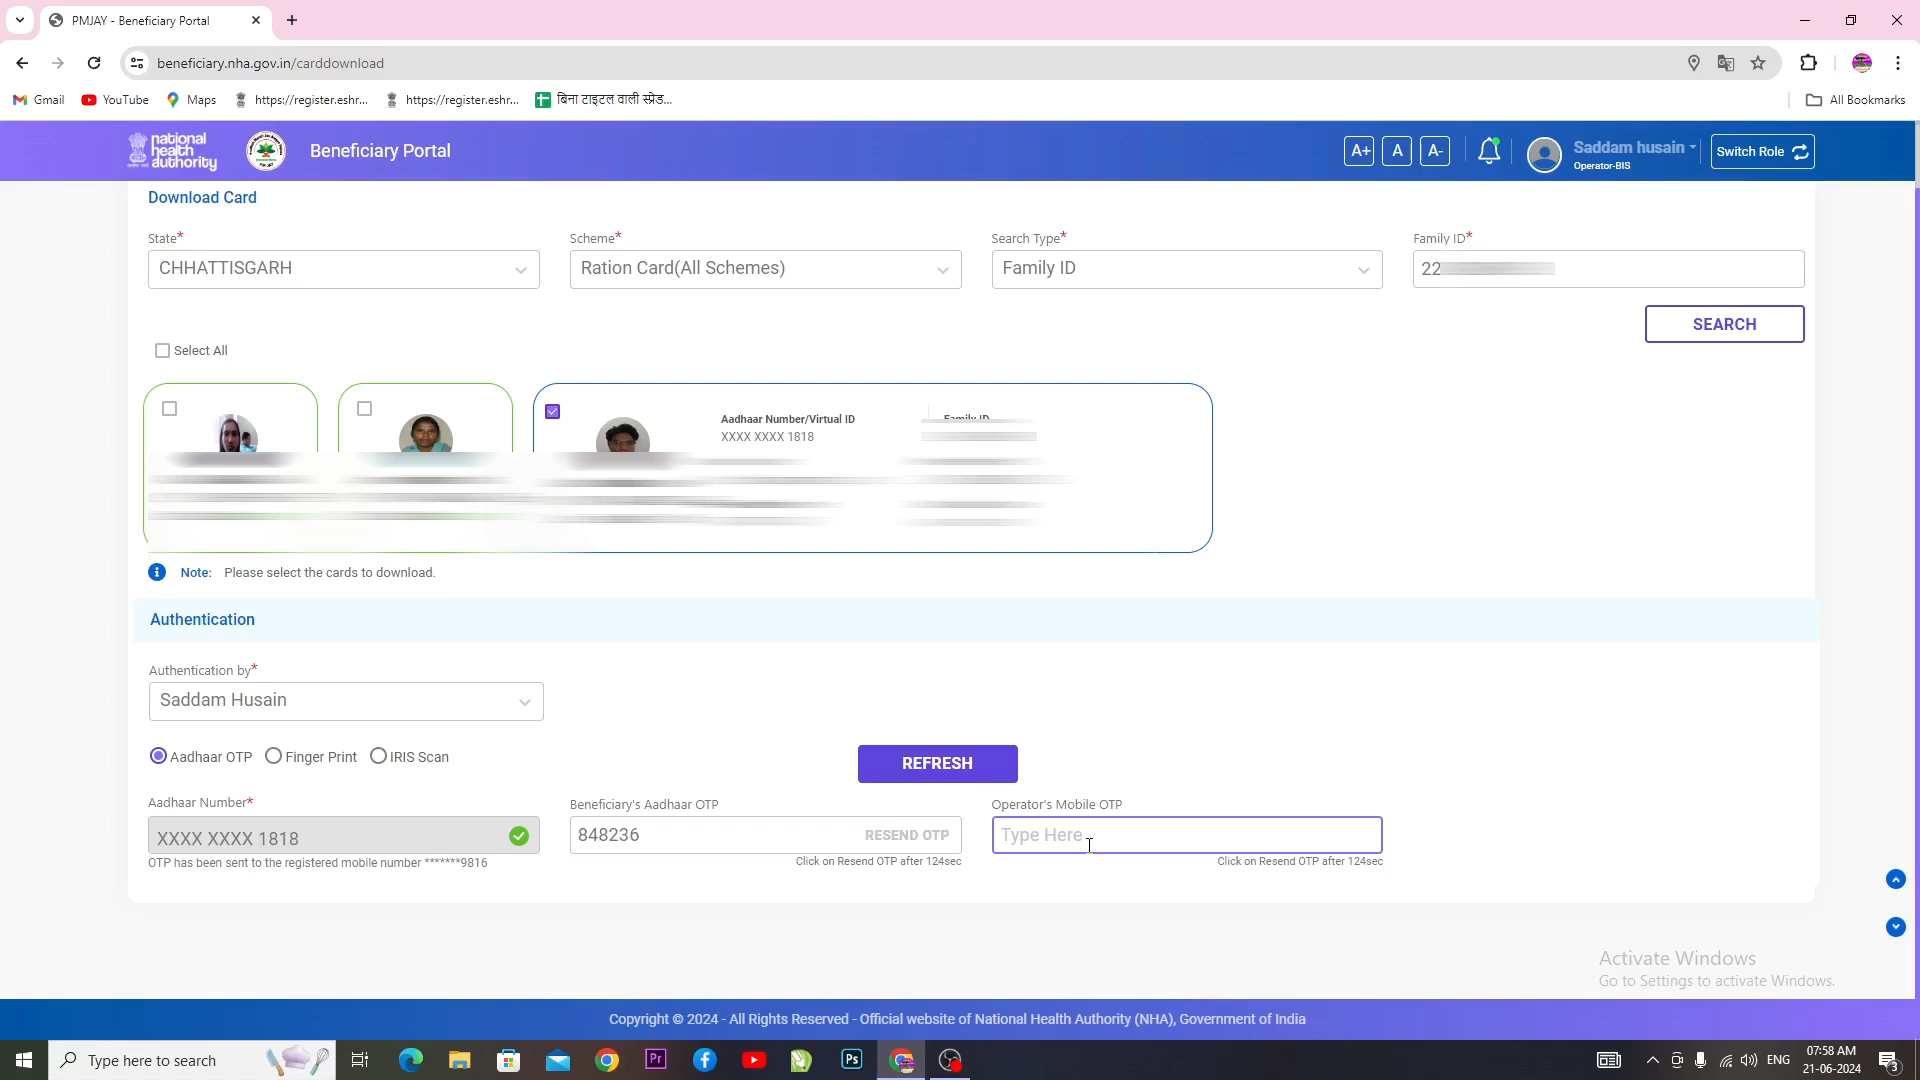 PMJAY - Beneficiary Portal
beneficiary.nha.gov.in/carddownload
Gmail YouTube Maps https://register.eshr... https://register.eshr... बिना टाइटल वाली स्प्रेड... All Bookmarks
national health authority
Beneficiary Portal
A+ A A-
Saddam husain
Operator-BIS
Switch Role
Download Card
State* Scheme* Search Type* Family ID*
CHHATTISGARH Ration Card(All Schemes) Family ID 22
SEARCH
Select All
Aadhaar Number/Virtual ID Family ID
XXXX XXXX 1818
Note: Please select the cards to download.
Authentication
Authentication by*
Saddam Husain
Aadhaar OTP Finger Print IRIS Scan
REFRESH
Aadhaar Number* Beneficiary's Aadhaar OTP Operator's Mobile OTP
XXXX XXXX 1818 848236 RESEND OTP Type Here
OTP has been sent to the registered mobile number *******9816 Click on Resend OTP after 124sec Click on Resend OTP after 124sec
Activate Windows
Go to Settings to activate Windows.
Copyright © 2024 - All Rights Reserved - Official website of National Health Authority (NHA), Government of India
Type here to search
Pr
Ps
ENG
07:58 AM
21-06-2024
3